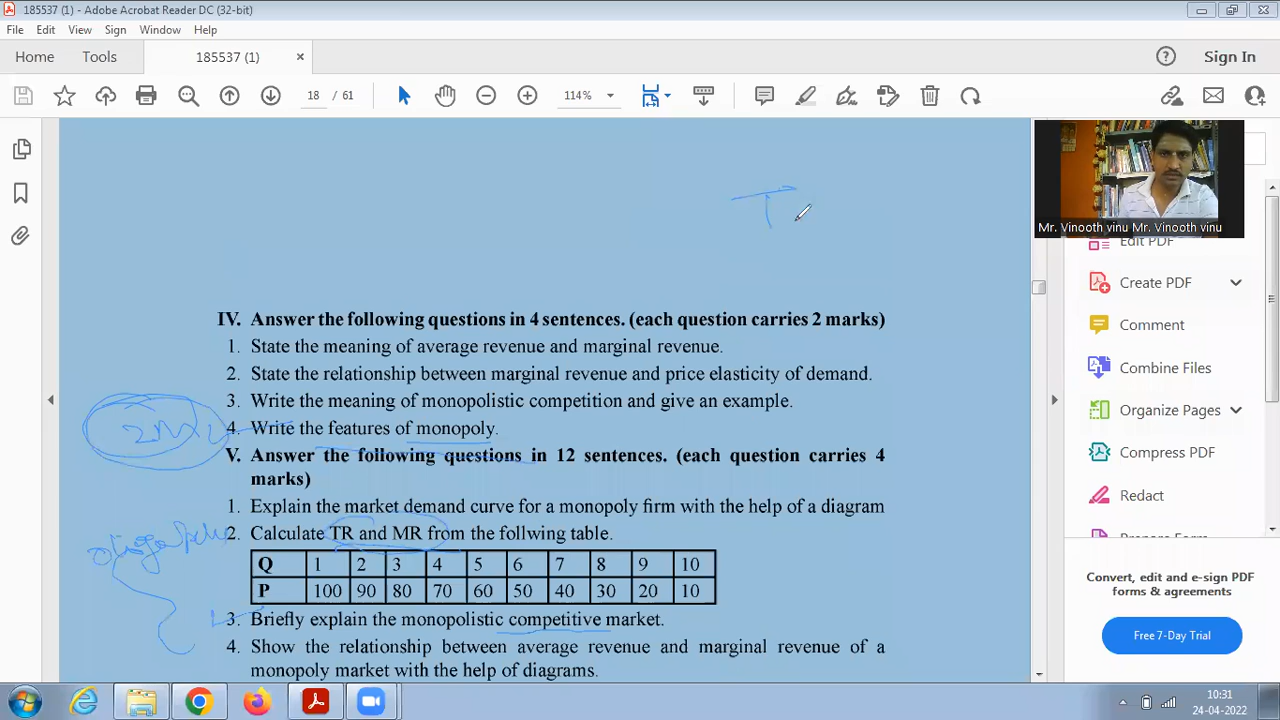 185537 (1) - Adobe Acrobat Reader DC (32-bit)
File Edit View Sign Window Help
Home Tools 185537 (1) × Sign In
18 / 61 114%
T
Mr. Vinooth vinu Mr. Vinooth vinu
Edit PDF
Create PDF
Comment
Combine Files
Organize Pages
Compress PDF
Redact
Convert, edit and e-sign PDF
forms & agreements
Free 7-Day Trial
IV. Answer the following questions in 4 sentences. (each question carries 2 marks)
1. State the meaning of average revenue and marginal revenue.
2. State the relationship between marginal revenue and price elasticity of demand.
3. Write the meaning of monopolistic competition and give an example.
4. Write the features of monopoly.
V. Answer the following questions in 12 sentences. (each question carries 4
marks)
1. Explain the market demand curve for a monopoly firm with the help of a diagram
2. Calculate TR and MR from the follwing table.
Q 1 2 3 4 5 6 7 8 9 10
P 100 90 80 70 60 50 40 30 20 10
3. Briefly explain the monopolistic competitive market.
4. Show the relationship between average revenue and marginal revenue of a
monopoly market with the help of diagrams.
10:31
24-04-2022